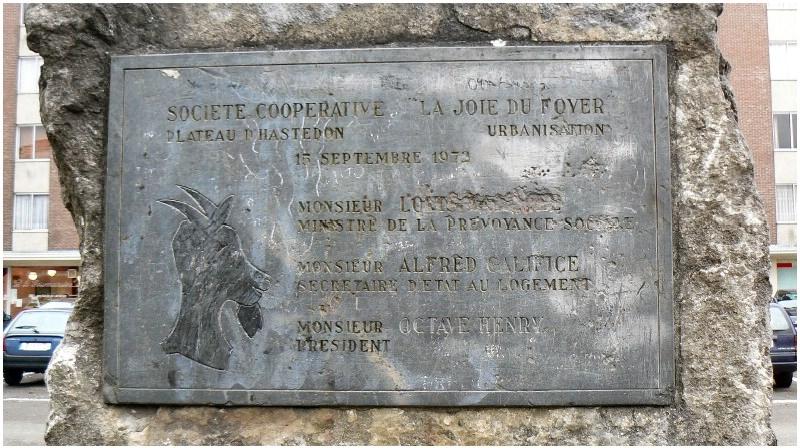 SOCIETE COOPERATIVE "LA JOIE DU FOYER"
PLATEAU D'HASTEDON URBANISATION
15 SEPTEMBRE 1972
MONSIEUR
MINISTRE DE LA PREVOYANCE SOCIALE
MONSIEUR ALFRED CALIFICE
SECRETAIRE D'ETAT AU LOGEMENT
MONSIEUR OCTAVE HENRY
PRESIDENT